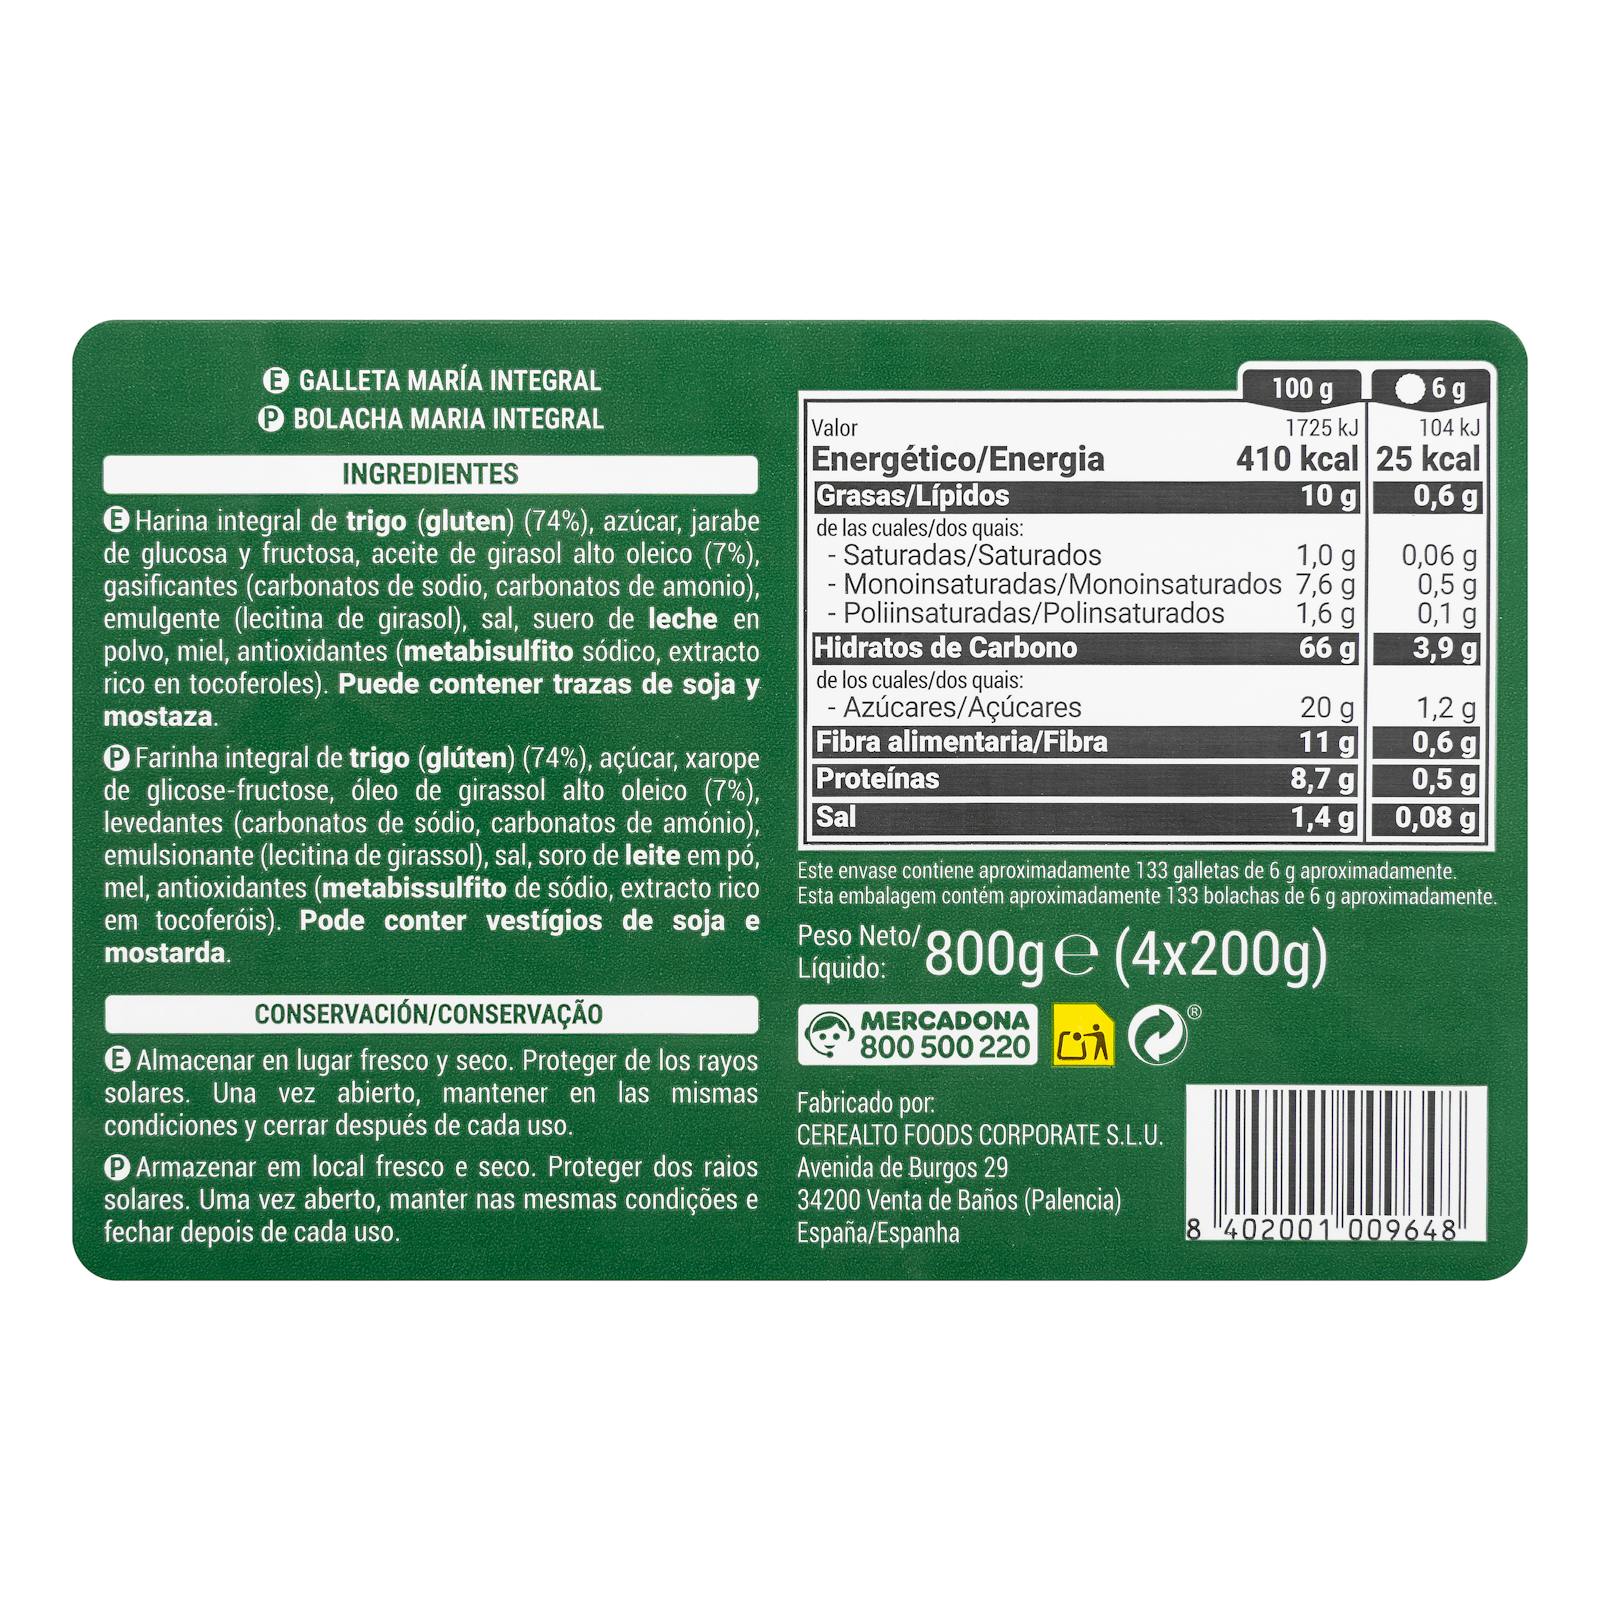 E GALLETA MARÍA INTEGRAL
P BOLACHA MARIA INTEGRAL
INGREDIENTES
E Harina integral de trigo (gluten) (74%), azúcar, jarabe
de glucosa y fructosa, aceite de girasol alto oleico (7%),
gasificantes (carbonatos de sodio, carbonatos de amonio),
emulgente (lecitina de girasol), sal, suero de leche en
polvo, miel, antioxidantes (metabisulfito sódico, extracto
rico en tocoferoles). Puede contener trazas de soja y
mostaza.
P Farinha integral de trigo (glúten) (74%), açúcar, xarope
de glicose-fructose, óleo de girassol alto oleico (7%),
levedantes (carbonatos de sódio, carbonatos de amónio),
emulsionante (lecitina de girassol), sal, soro de leite em pó,
mel, antioxidantes (metabissulfito de sódio, extracto rico
em tocoferóis). Pode conter vestígios de soja e
mostarda.
CONSERVACIÓN/CONSERVAÇÃO
E Almacenar en lugar fresco y seco. Proteger de los rayos
solares. Una vez abierto, mantener en las mismas
condiciones y cerrar después de cada uso.
P Armazenar em local fresco e seco. Proteger dos raios
solares. Uma vez aberto, manter nas mesmas condições e
fechar depois de cada uso.
100 g 6 g
Valor 1725 kJ 104 kJ
Energético/Energia 410 kcal 25 kcal
Grasas/Lípidos 10 g 0,6 g
de las cuales/dos quais:
- Saturadas/Saturados 1,0 g 0,06 g
- Monoinsaturadas/Monoinsaturados 7,6 g 0,5 g
- Poliinsaturadas/Polinsaturados 1,6 g 0,1 g
Hidratos de Carbono 66 g 3,9 g
de los cuales/dos quais:
- Azúcares/Açúcares 20 g 1,2 g
Fibra alimentaria/Fibra 11 g 0,6 g
Proteínas 8,7 g 0,5 g
Sal 1,4 g 0,08 g
Este envase contiene aproximadamente 133 galletas de 6 g aproximadamente.
Esta embalagem contém aproximadamente 133 bolachas de 6 g aproximadamente.
Peso Neto/
Líquido: 800g e (4x200g)
MERCADONA
800 500 220
®
Fabricado por:
CEREALTO FOODS CORPORATE S.L.U.
Avenida de Burgos 29
34200 Venta de Baños (Palencia)
España/Espanha
8 402001 009648